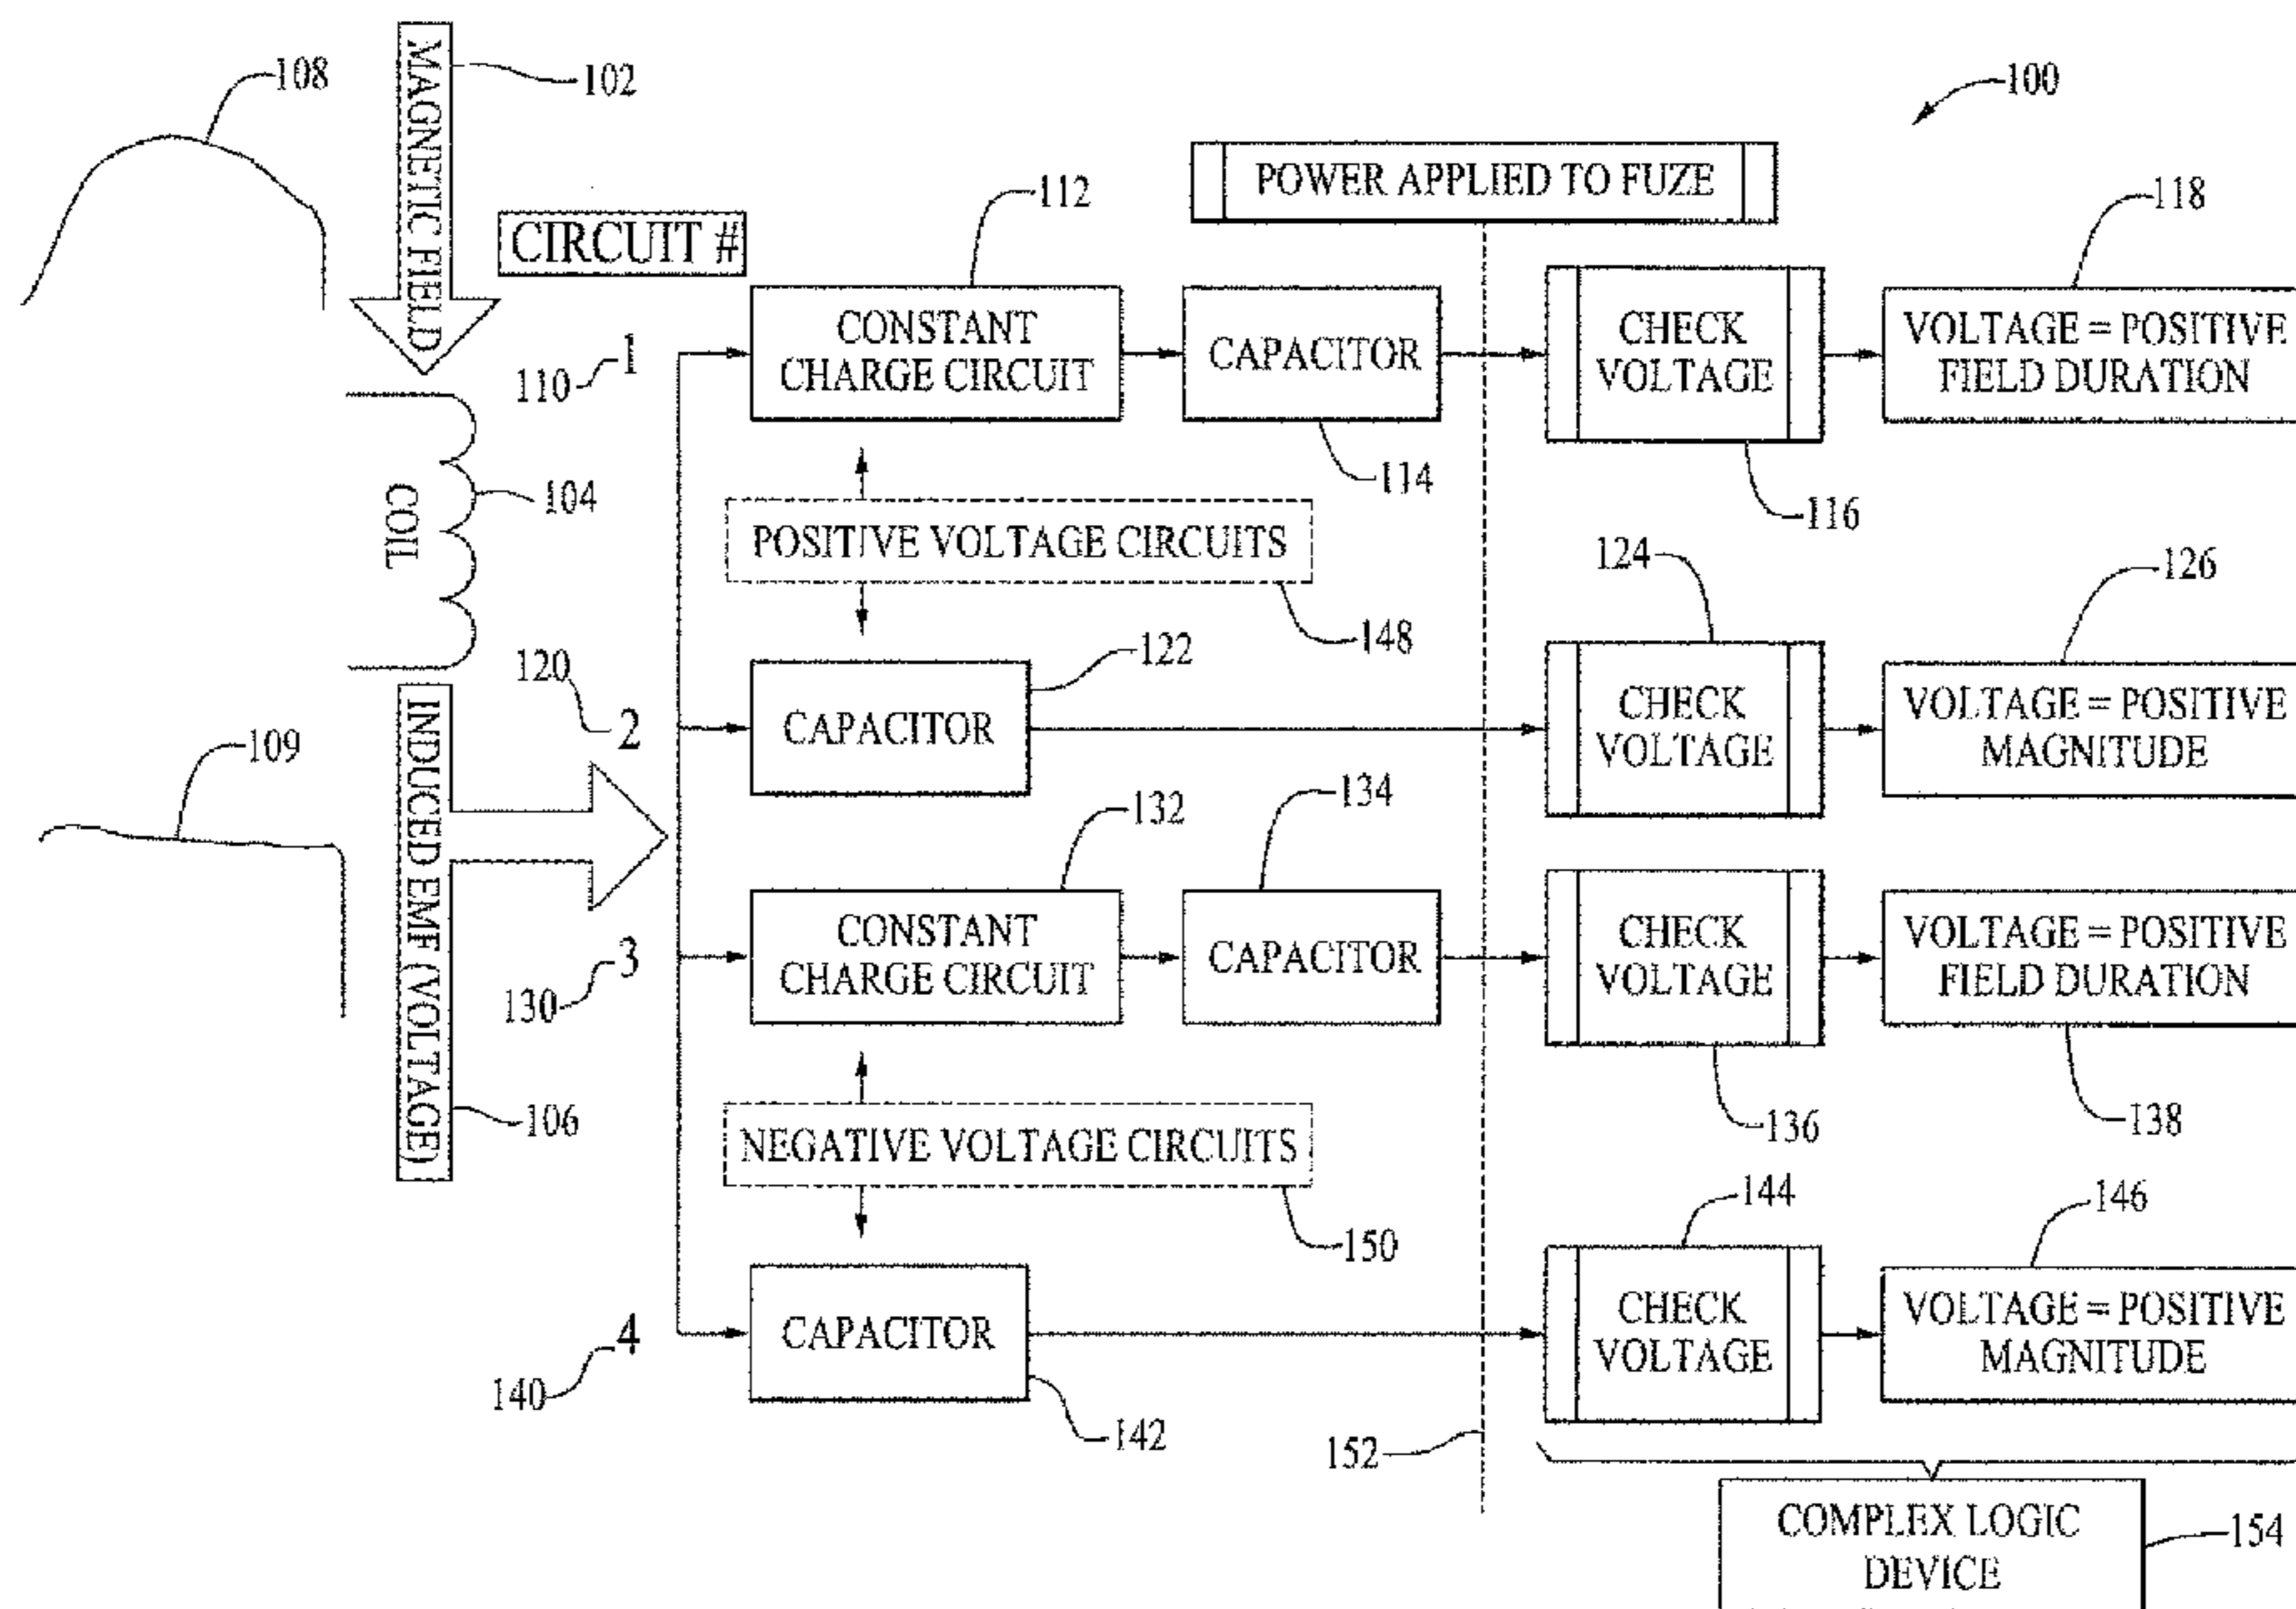 108
MAGNETIC FIELD
102
100
POWER APPLIED TO FUZE
CIRCUIT #
112
118
110
1
CONSTANT
CHARGE CIRCUIT
CAPACITOR
CHECK
VOLTAGE
VOLTAGE = POSITIVE
FIELD DURATION
114
116
COIL
104
POSITIVE VOLTAGE CIRCUITS
148
124
126
120
2
122
CAPACITOR
CHECK
VOLTAGE
VOLTAGE = POSITIVE
MAGNITUDE
109
INDUCED EMF (VOLTAGE)
106
132
134
130
3
CONSTANT
CHARGE CIRCUIT
CAPACITOR
CHECK
VOLTAGE
VOLTAGE = POSITIVE
FIELD DURATION
136
138
NEGATIVE VOLTAGE CIRCUITS
150
144
146
140
4
CAPACITOR
142
CHECK
VOLTAGE
VOLTAGE = POSITIVE
MAGNITUDE
152
COMPLEX LOGIC
DEVICE
154